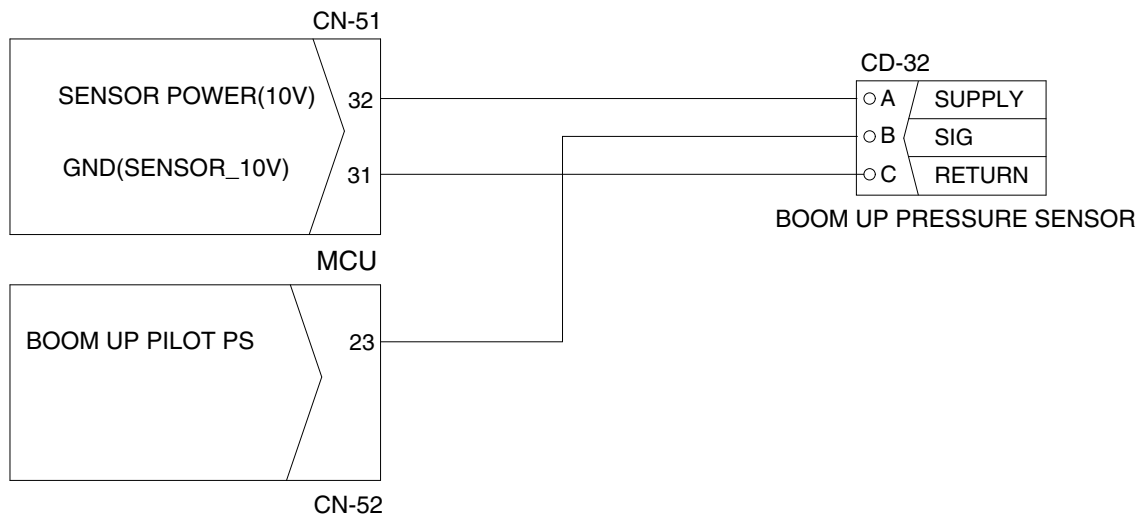 CN-51
SENSOR POWER(10V) 32
GND(SENSOR_10V) 31
MCU
CD-32
A SUPPLY
B SIG
C RETURN
BOOM UP PRESSURE SENSOR
BOOM UP PILOT PS 23
CN-52